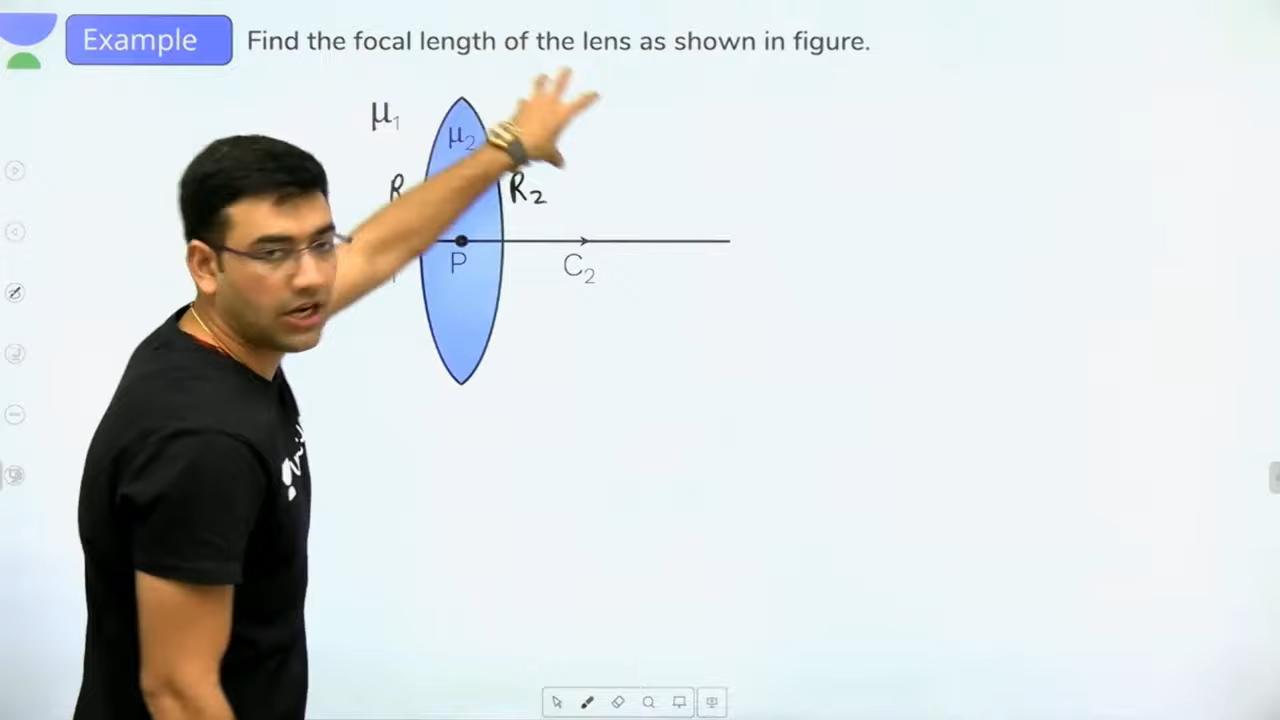 Example
Find the focal length of the lens as shown in figure.
μ₁
μ₂
R
R₂
P
C₂